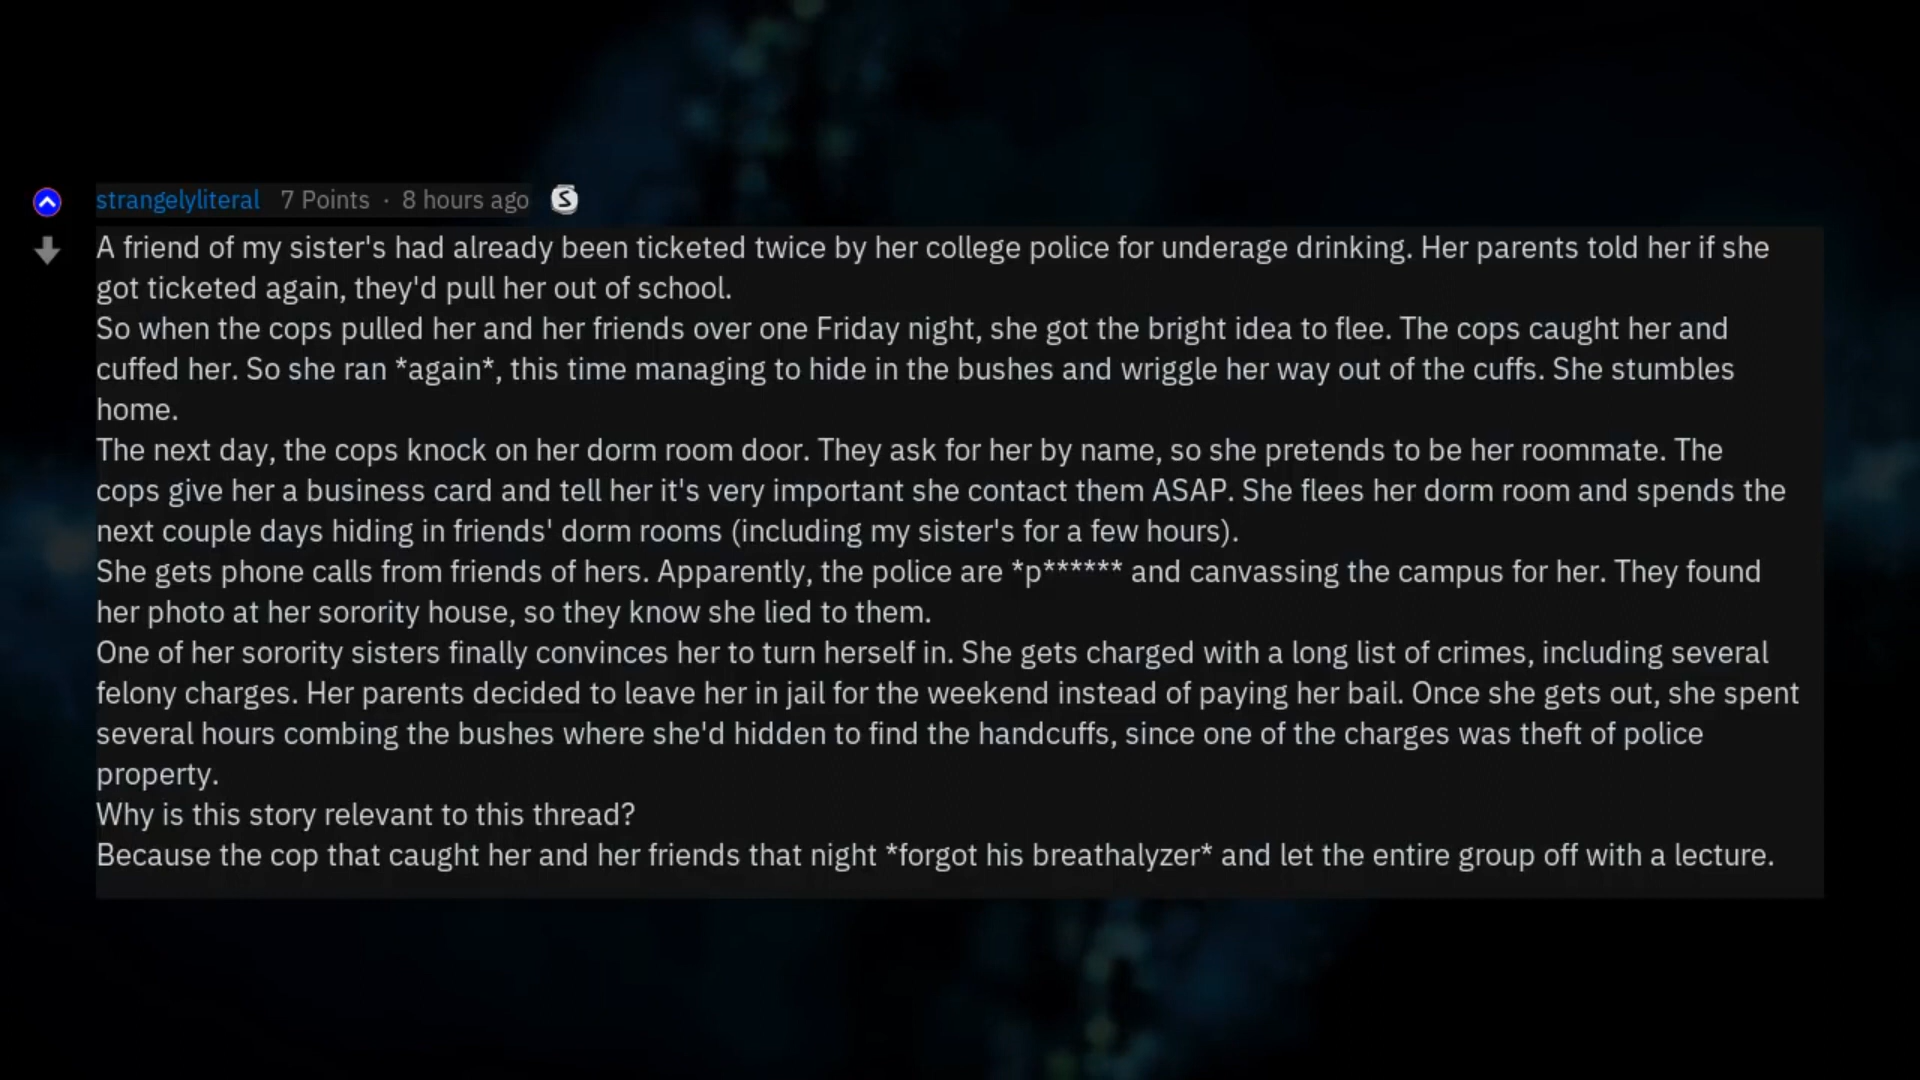 strangelyliteral 7 Points · 8 hours ago S
A friend of my sister's had already been ticketed twice by her college police for underage drinking. Her parents told her if she
got ticketed again, they'd pull her out of school.
So when the cops pulled her and her friends over one Friday night, she got the bright idea to flee. The cops caught her and
cuffed her. So she ran *again*, this time managing to hide in the bushes and wriggle her way out of the cuffs. She stumbles
home.
The next day, the cops knock on her dorm room door. They ask for her by name, so she pretends to be her roommate. The
cops give her a business card and tell her it's very important she contact them ASAP. She flees her dorm room and spends the
next couple days hiding in friends' dorm rooms (including my sister's for a few hours).
She gets phone calls from friends of hers. Apparently, the police are *p****** and canvassing the campus for her. They found
her photo at her sorority house, so they know she lied to them.
One of her sorority sisters finally convinces her to turn herself in. She gets charged with a long list of crimes, including several
felony charges. Her parents decided to leave her in jail for the weekend instead of paying her bail. Once she gets out, she spent
several hours combing the bushes where she'd hidden to find the handcuffs, since one of the charges was theft of police
property.
Why is this story relevant to this thread?
Because the cop that caught her and her friends that night *forgot his breathalyzer* and let the entire group off with a lecture.